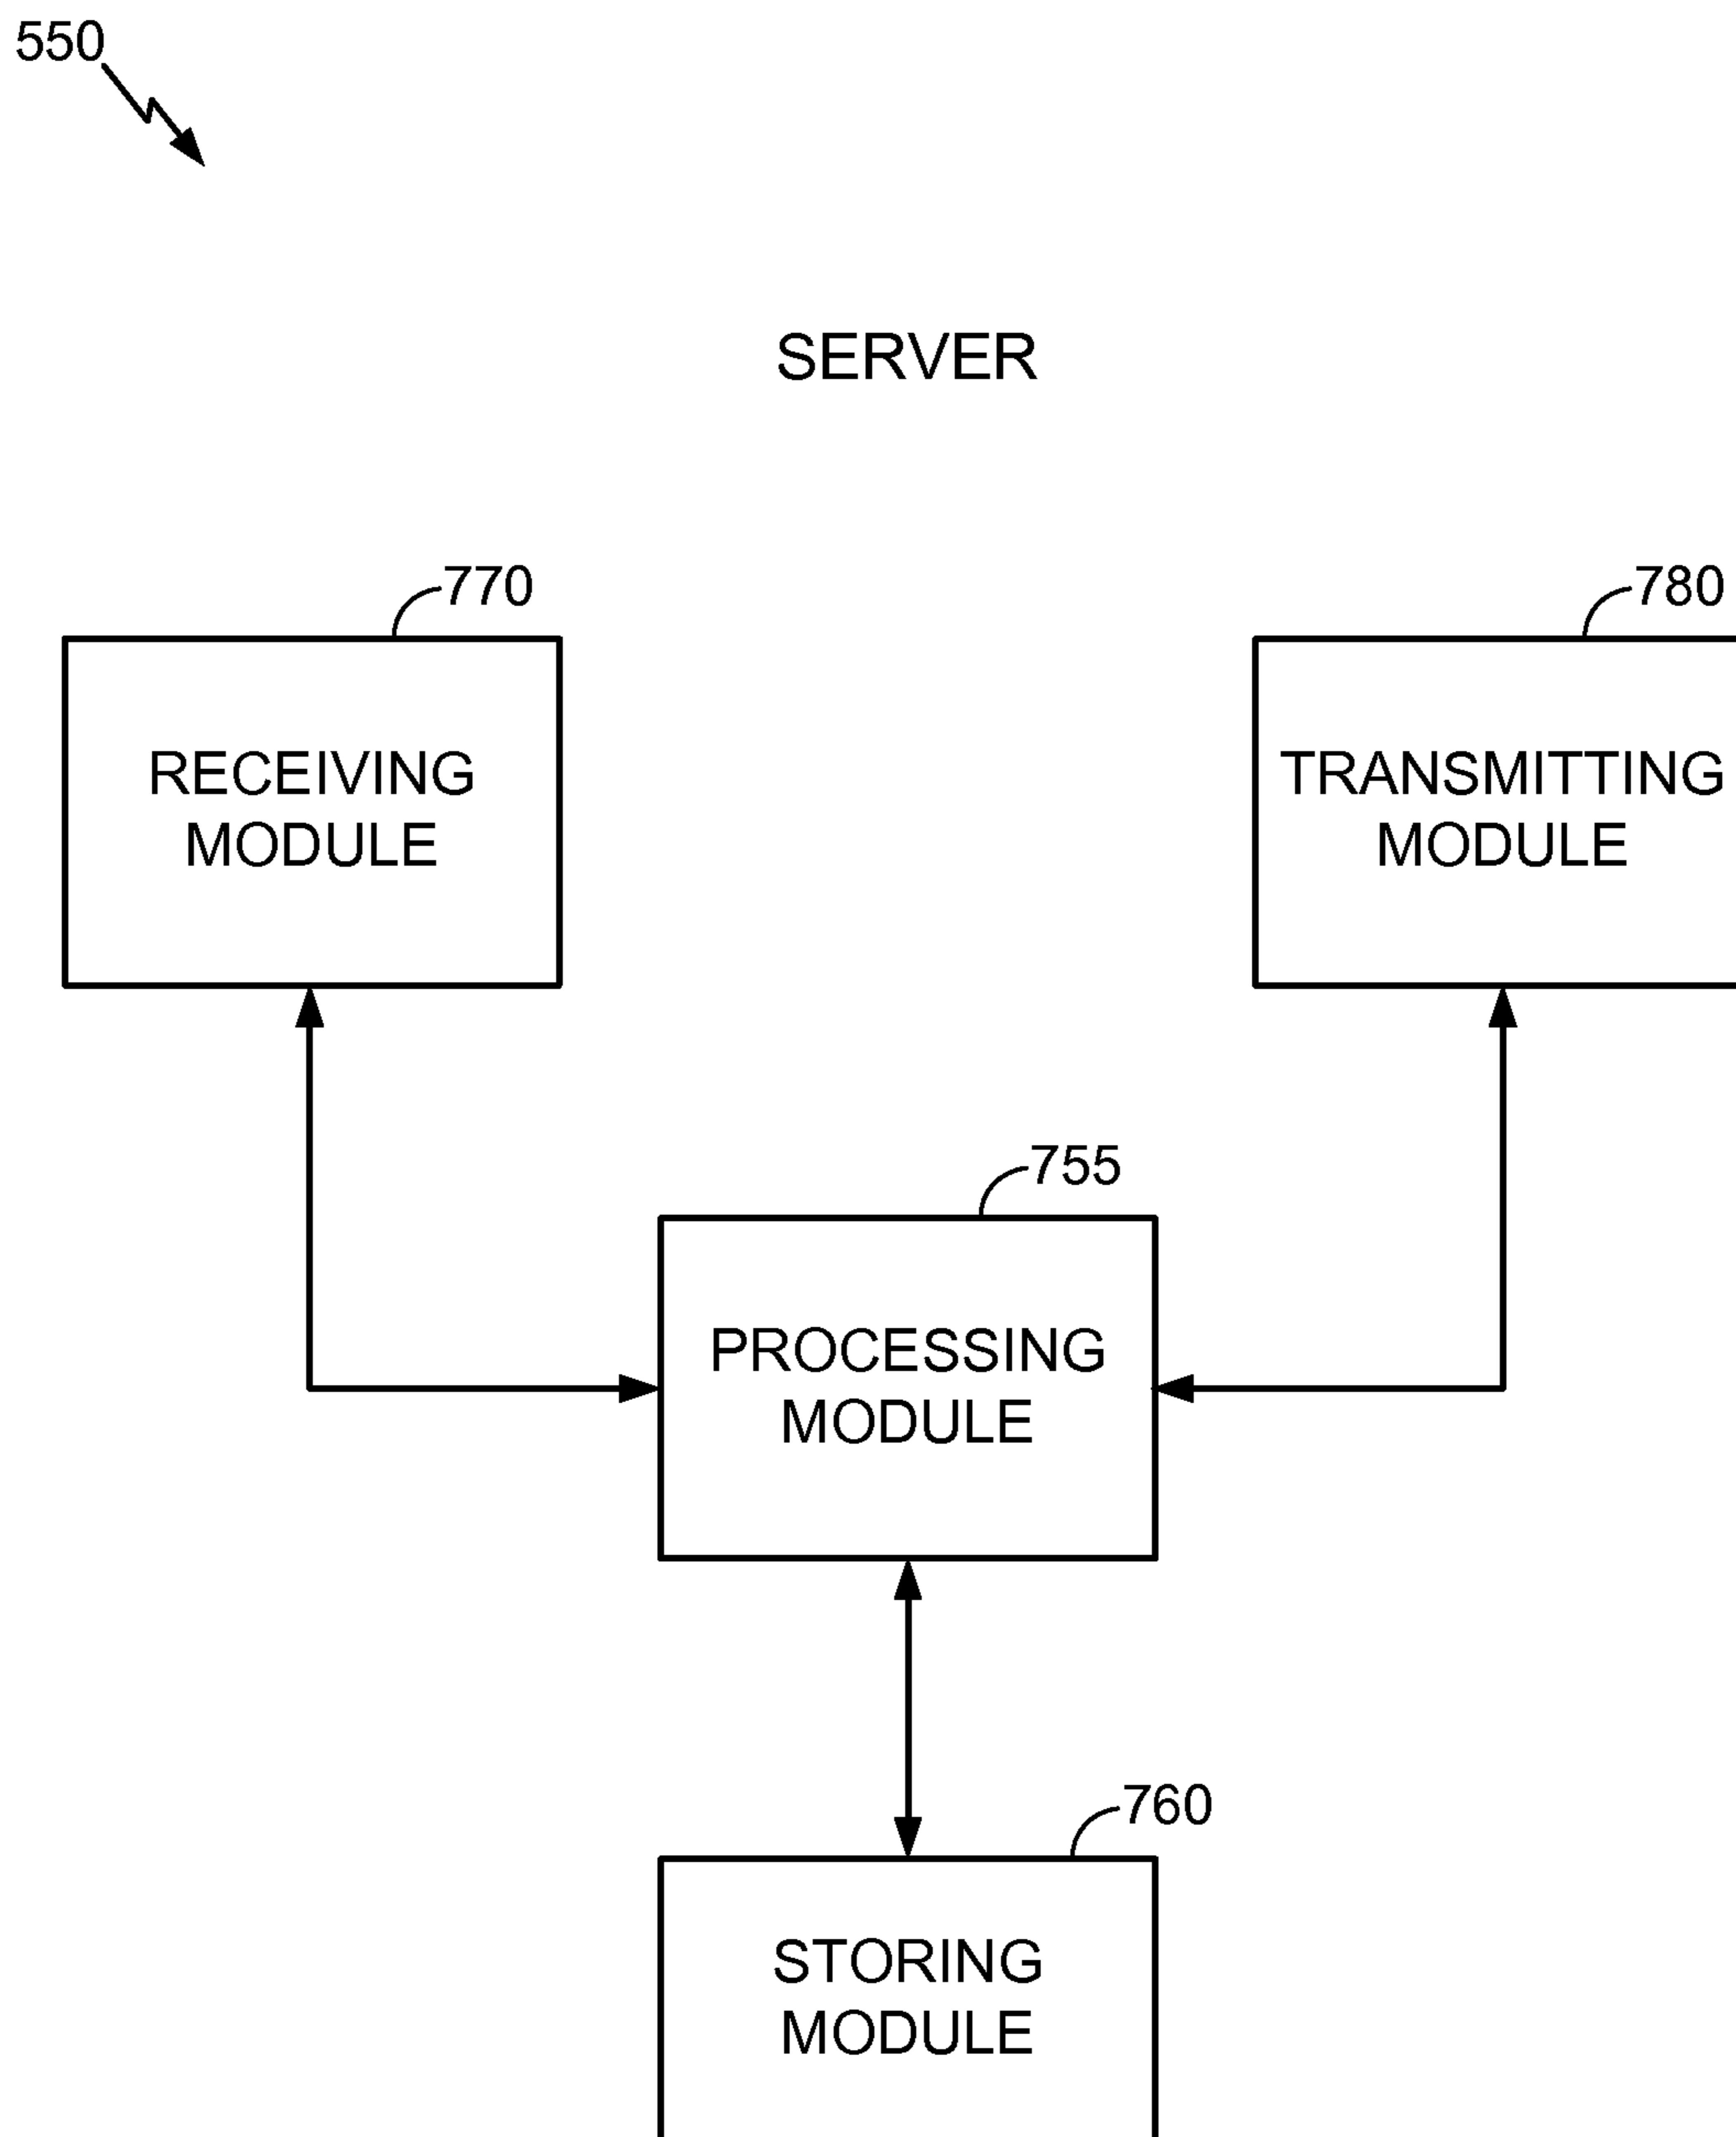 550
SERVER
770
780
RECEIVING
MODULE
TRANSMITTING
MODULE
755
PROCESSING
MODULE
760
STORING
MODULE